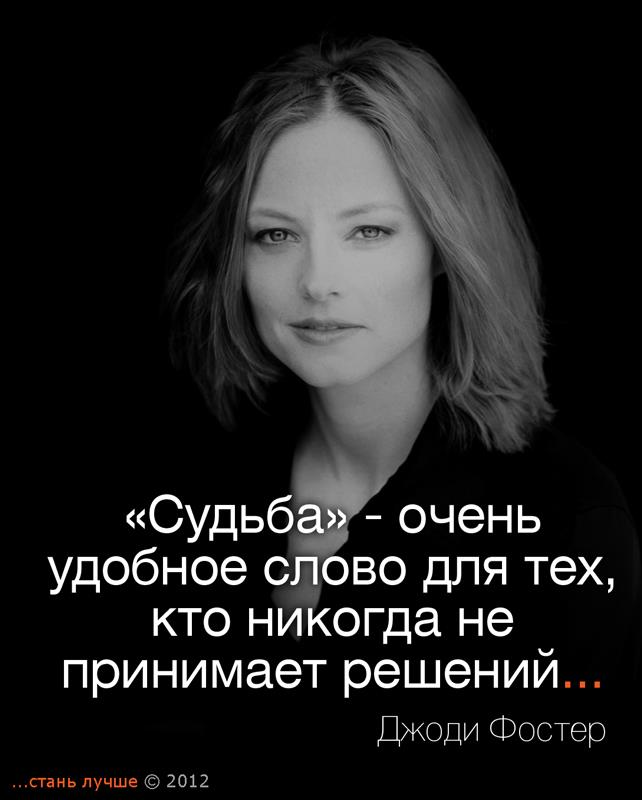 «Судьба» - очень
удобное слово для тех,
кто никогда не
принимает решений...
Джоди Фостер
...стань лучше © 2012